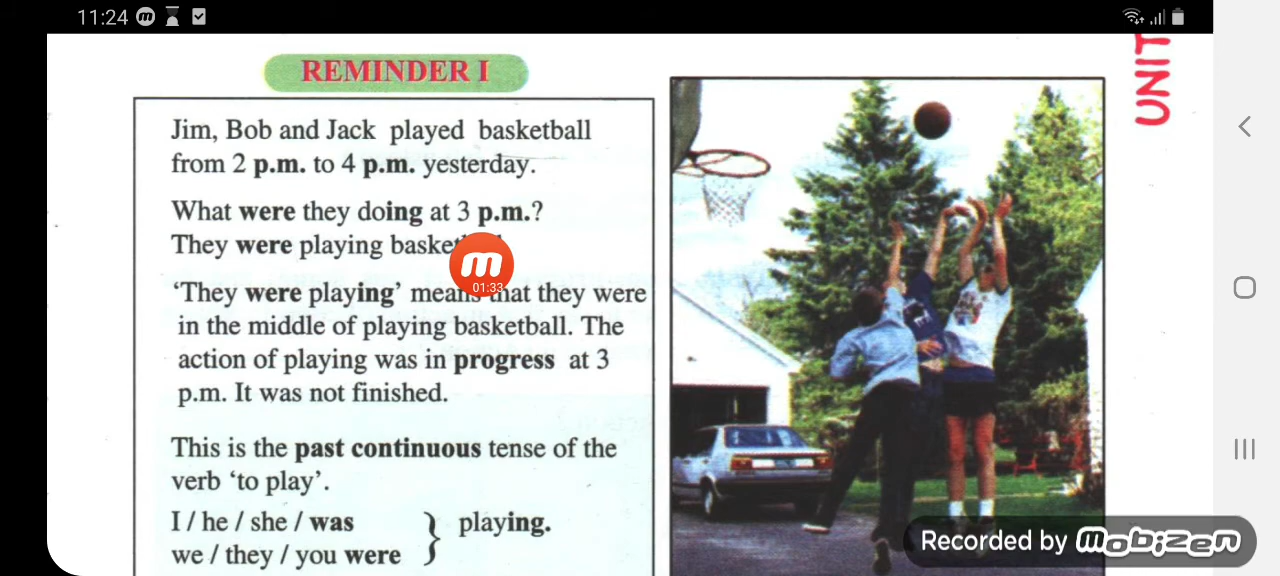 11:24
UNIT
REMINDER I
Jim, Bob and Jack played basketball
from 2 p.m. to 4 p.m. yesterday.
What were they doing at 3 p.m.?
They were playing
m
01:33
‘They were playing’ means that they were
in the middle of playing basketball. The
action of playing was in progress at 3
p.m. It was not finished.
This is the past continuous tense of the
verb ‘to play’.
I / he / she / was
we / they / you were
} playing.
Recorded by mobizen